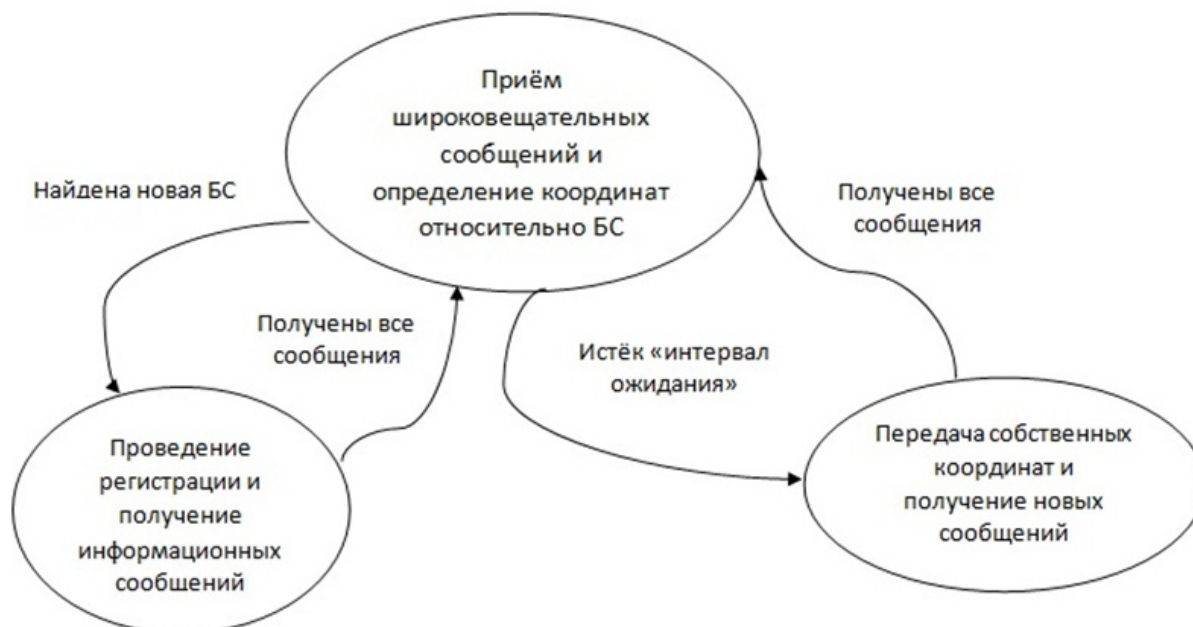 Приём
широковещательных
сообщений и
определение координат
относительно БС
Найдена новая БС
Получены все
сообщения
Получены все
сообщения
Истёк «интервал
ожидания»
Проведение
регистрации и
получение
информационных
сообщений
Передача собственных
координат и
получение новых
сообщений